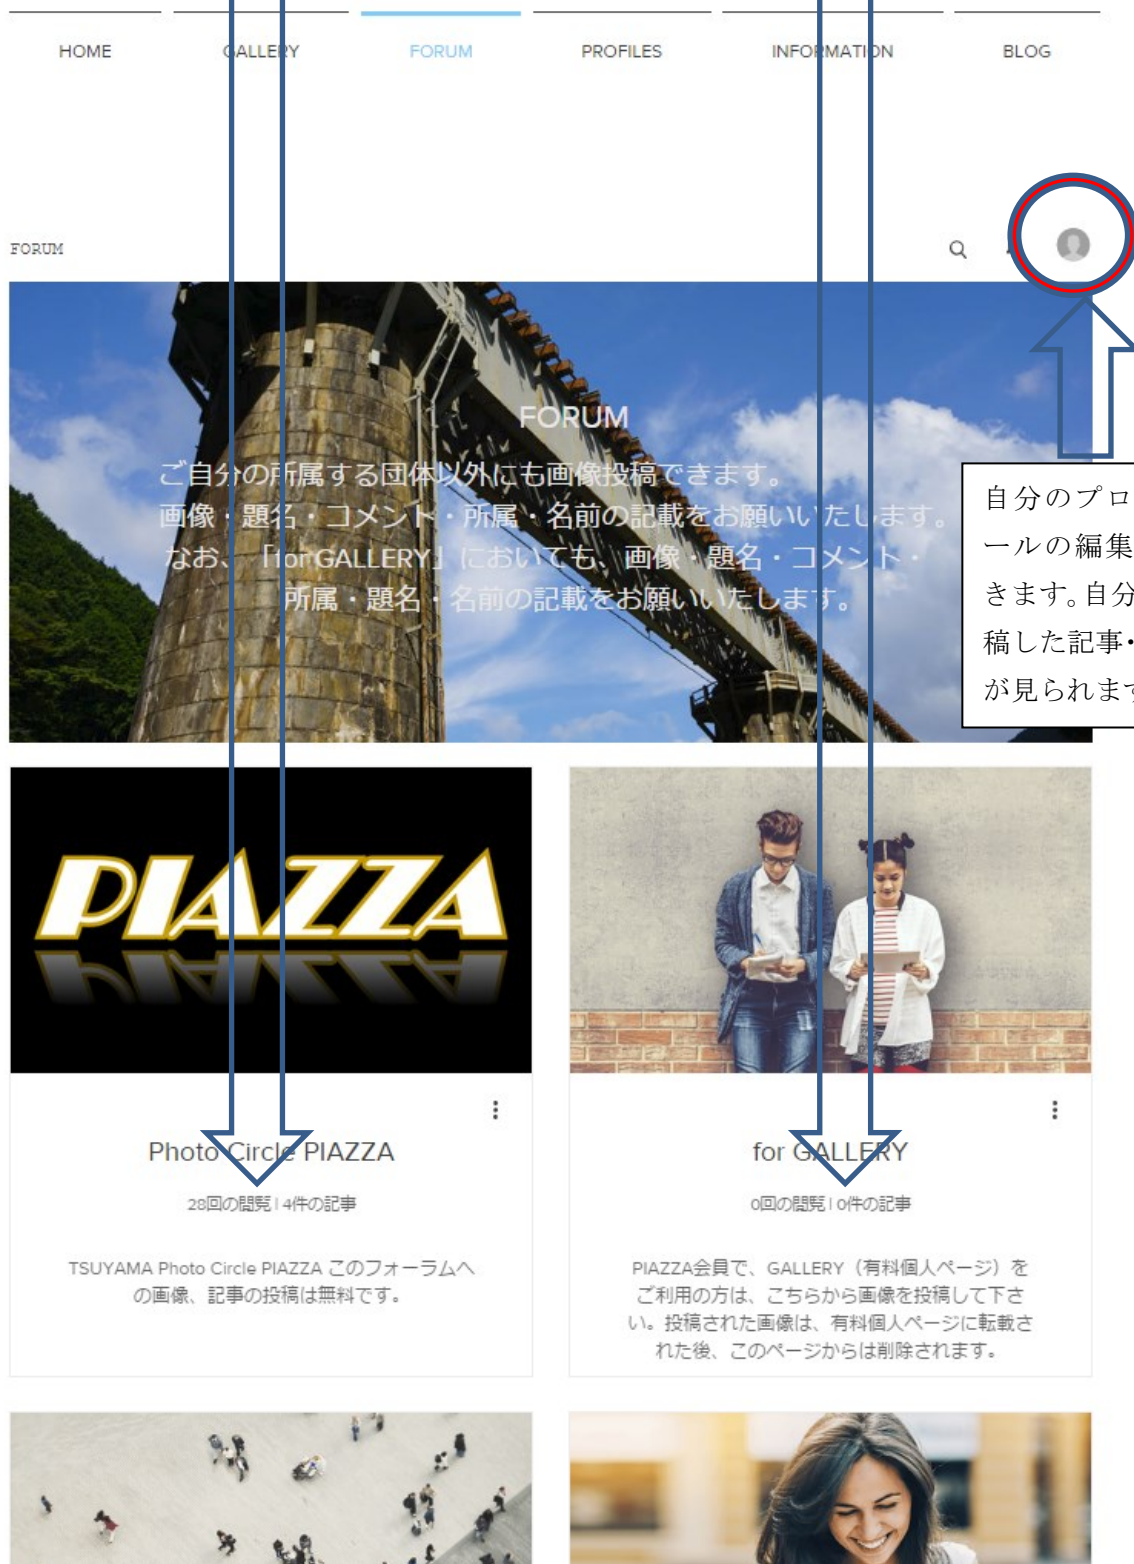 HOME GALLERY FORUM PROFILES INFORMATION BLOG
FORUM
FORUM
ご自分の所属する団体以外にも画像投稿できます。
画像・題名・コメント・所属・名前の記載をお願いいたします。
なお、「for GALLERY」においても、画像・題名・コメント・
所属・題名・名前の記載をお願いいたします。
自分のプロ
ールの編集
きます。自分
稿した記事・
が見られます
PIAZZA
Photo Circle PIAZZA
28回の閲覧 | 4件の記事
TSUYAMA Photo Circle PIAZZA このフォーラムへ
の画像、記事の投稿は無料です。
for GALLERY
0回の閲覧 | 0件の記事
PIAZZA会員で、GALLERY（有料個人ページ）を
ご利用の方は、こちらから画像を投稿して下さ
い。投稿された画像は、有料個人ページに転載さ
れた後、このページからは削除されます。